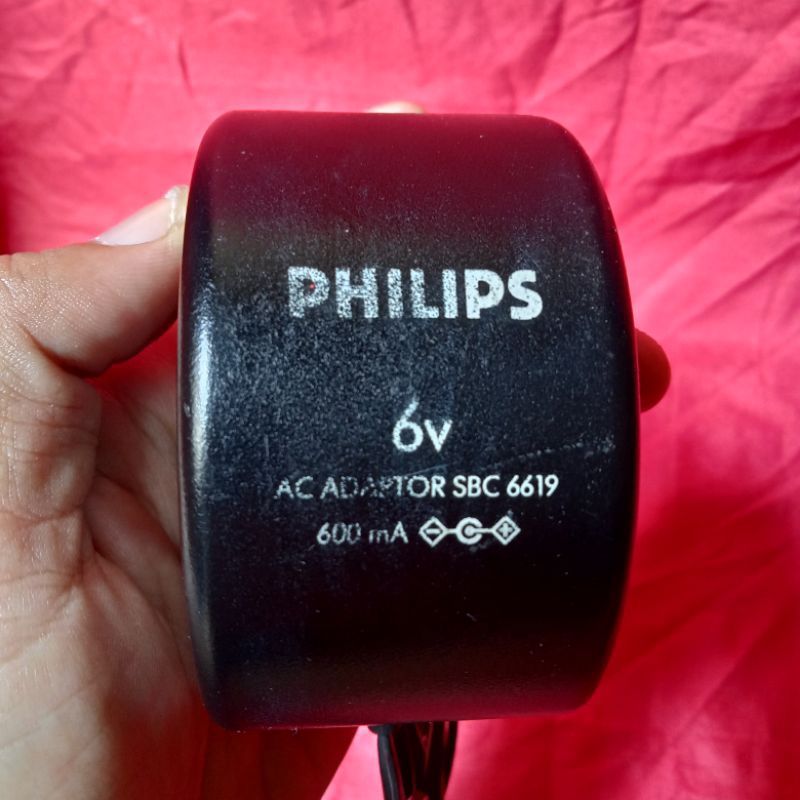 PHILIPS
6v
AC ADAPTOR SBC 6619
600 mA